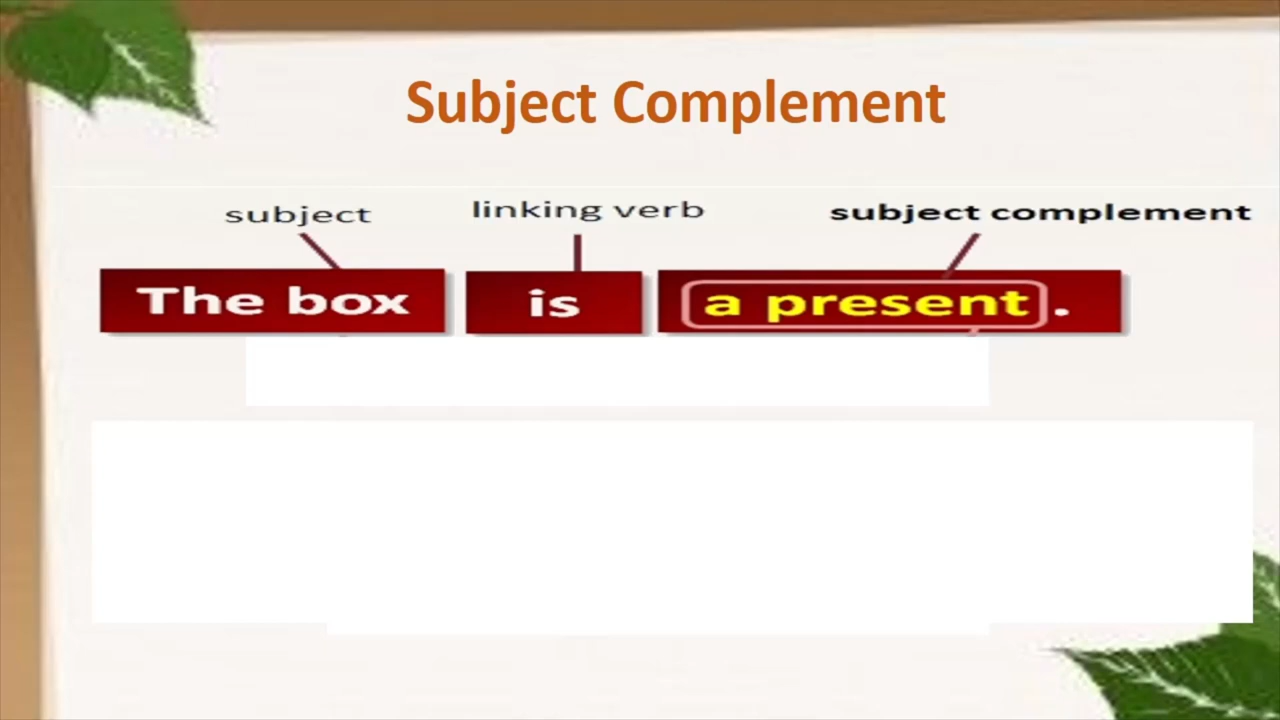 Subject Complement
subject linking verb subject complement
The box is a present.